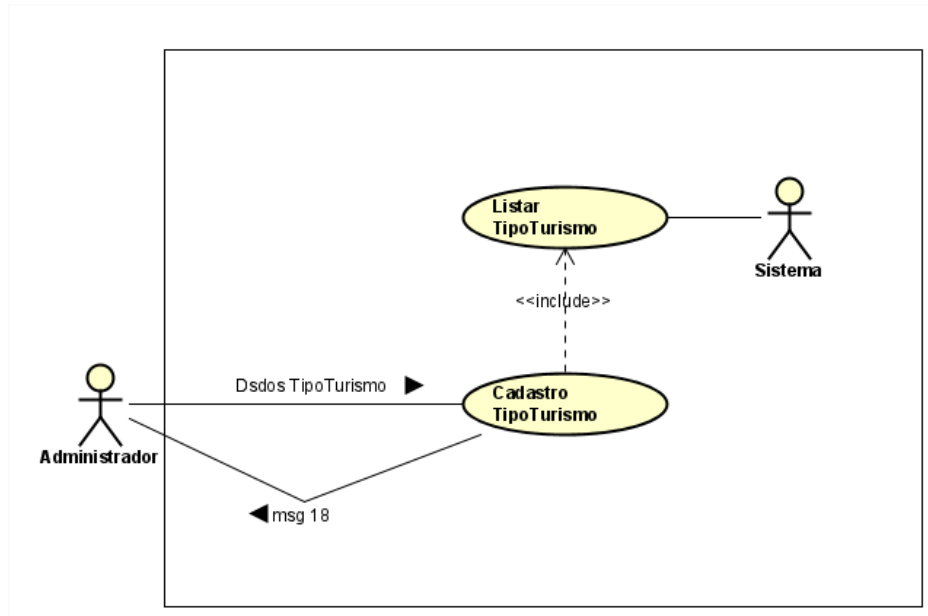 Listar
TipoTurismo
Sistema
<<include>>
Dsdos TipoTurismo
Cadastro
TipoTurismo
Administrador
msg 18